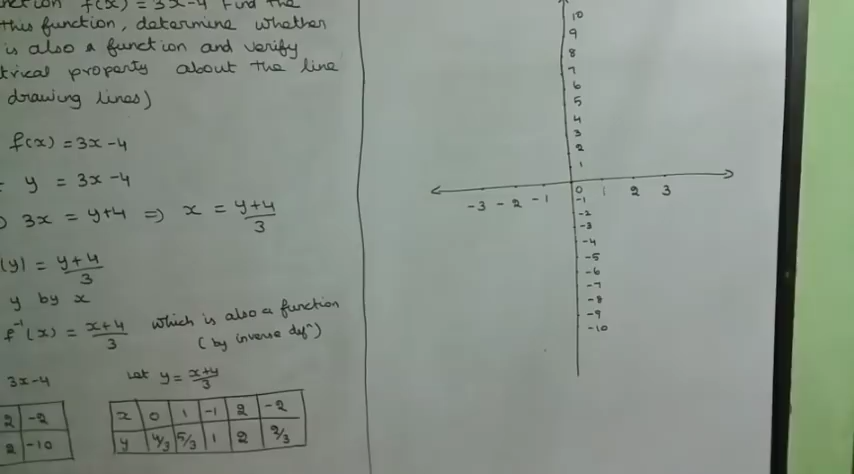 f(x) = 3x-4 Find the
this function, determine whether
is also a function and verify
property about the line
drawing lines)
f(x) = 3x-4
y = 3x-4
3x = y+4 => x = y+4/3
(y) = y+4/3
y by x
f⁻¹(x) = x+4/3 which is also a function
(by inverse defⁿ)
3x-4 Let y = x+4/3
2 -2
2 -10
x 0 1 -1 2 -2
y 4/3 5/3 1 2 2/3
10
9
8
7
6
5
4
3
2
1
-3 -2 -1 0 1 2 3
-1
-2
-3
-4
-5
-6
-7
-8
-9
-10